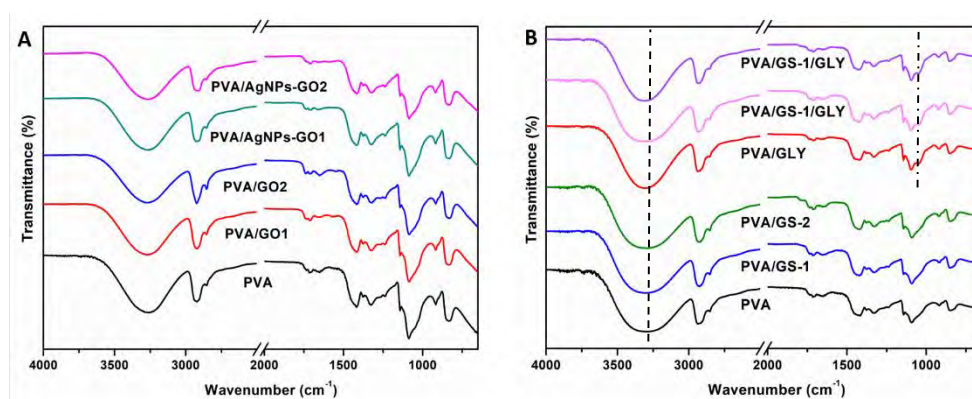 A
PVA/AgNPs-GO2
PVA/AgNPs-GO1
PVA/GO2
PVA/GO1
PVA
Transmittance (%)
4000 3500 3000 2000 1500 1000
Wavenumber (cm⁻¹)
B
PVA/GS-1/GLY
PVA/GS-1/GLY
PVA/GLY
PVA/GS-2
PVA/GS-1
PVA
Transmittance (%)
4000 3500 3000 2000 1500 1000
Wavenumber (cm⁻¹)